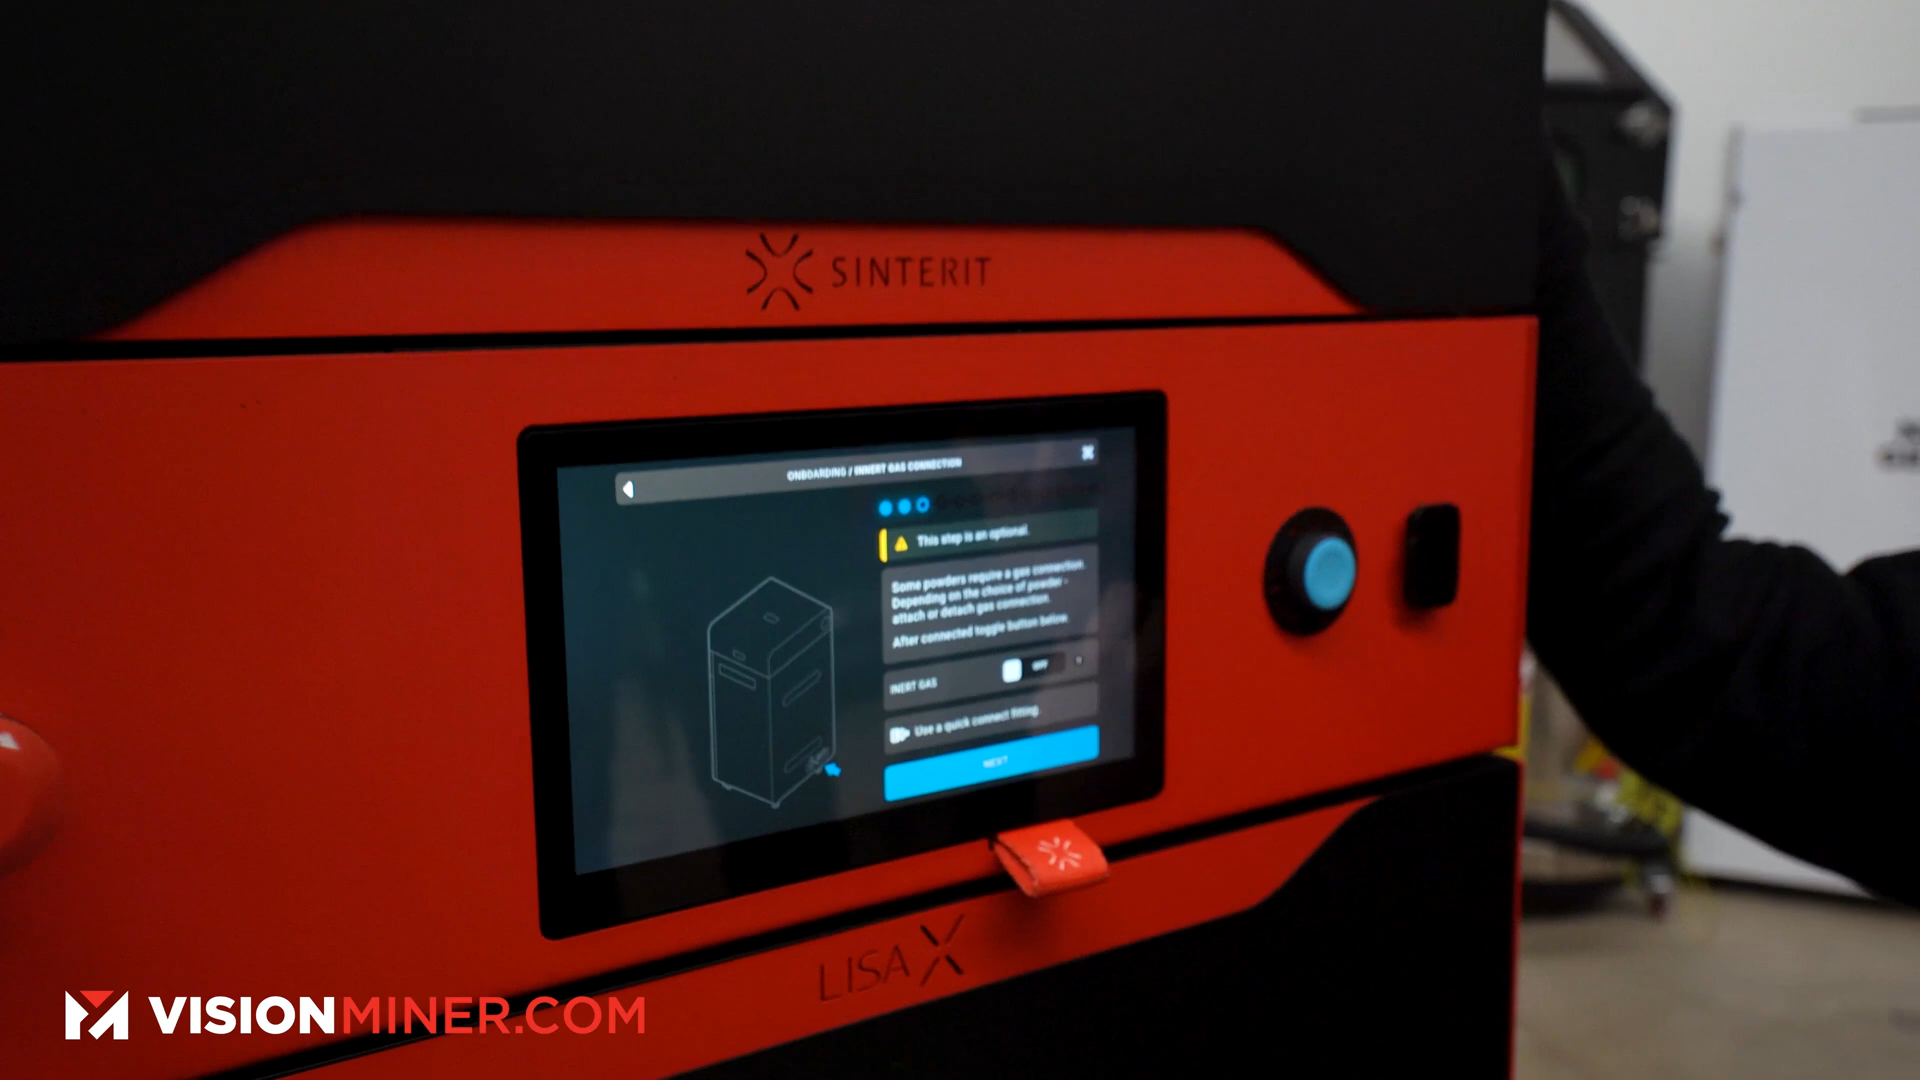 SINTERIT
ONBOARDING / INNERT GAS CONNECTION
This step is an optional.
Some powders require a gas connection.
Depending on the choice of powder -
attach or detach gas connection.
After connected toggle button below.
INERT GAS
OFF
Use a quick connect fitting.
NEXT
LISA X
VISIONMINER.COM